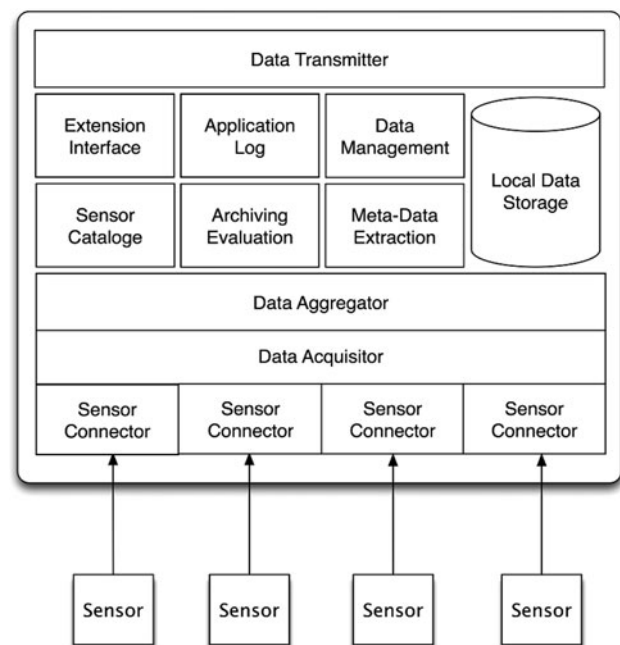 Data Transmitter
Extension
Interface
Application
Log
Data
Management
Local Data
Storage
Sensor
Cataloge
Archiving
Evaluation
Meta-Data
Extraction
Data Aggregator
Data Acquisitor
Sensor
Connector
Sensor
Connector
Sensor
Connector
Sensor
Connector
Sensor
Sensor
Sensor
Sensor